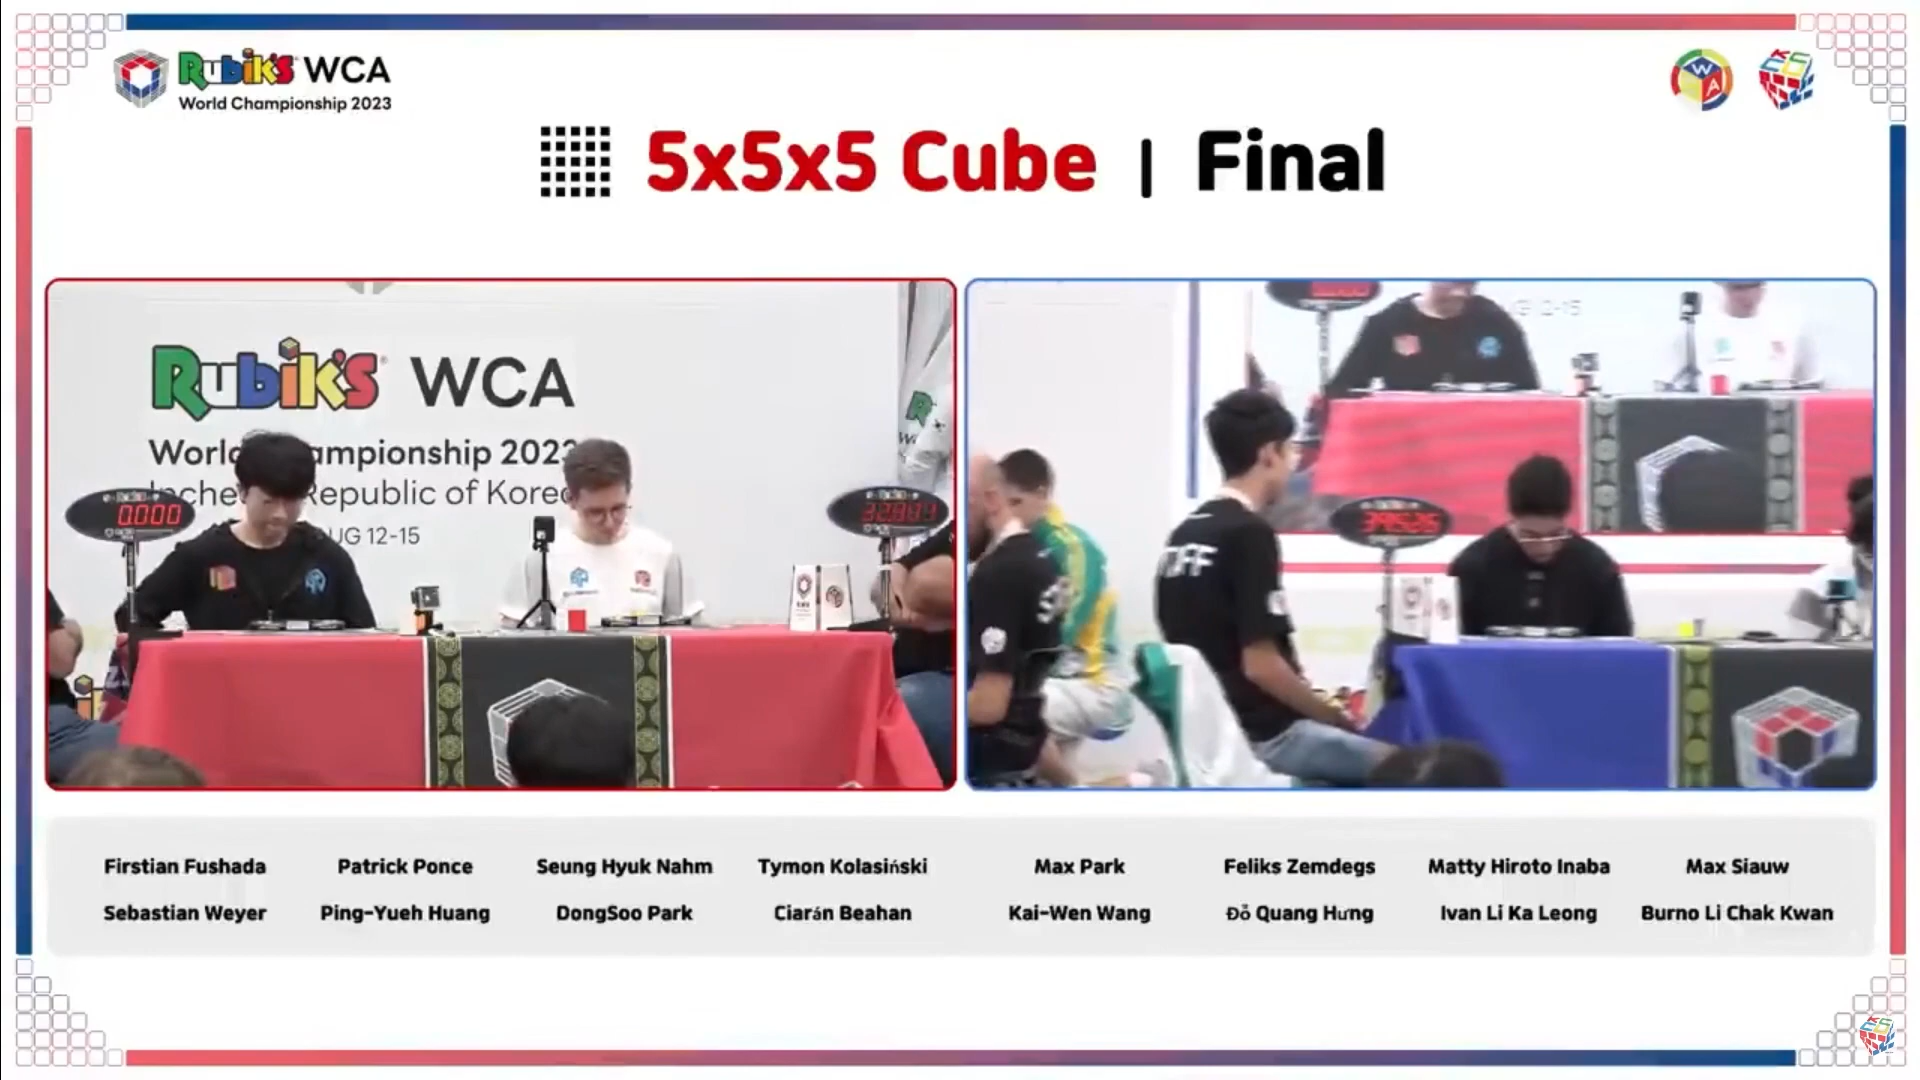 Rubik's WCA
World Championship 2023
5x5x5 Cube | Final
Rubik's WCA
World Championship 2023
Incheon, Republic of Korea
AUG 12-15
0.000
Firstian Fushada Patrick Ponce Seung Hyuk Nahm Tymon Kolasiński Max Park Feliks Zemdegs Matty Hiroto Inaba Max Siauw
Sebastian Weyer Ping-Yueh Huang DongSoo Park Ciarán Beahan Kai-Wen Wang Đỗ Quang Hưng Ivan Li Ka Leong Burno Li Chak Kwan